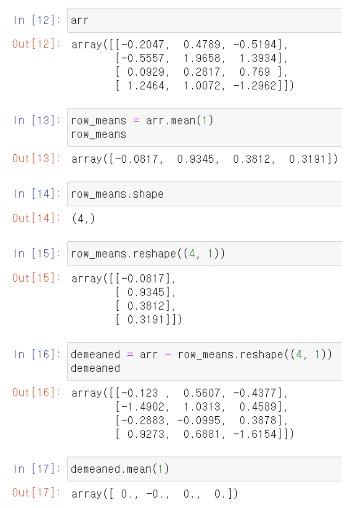 In [12]: arr
Out[12]: array([[-0.2047,  0.4789, -0.5194],
       [-0.5557,  1.9658,  1.3934],
       [ 0.0929,  0.2817,  0.769 ],
       [ 1.2464,  1.0072, -1.2962]])
In [13]: row_means = arr.mean(1)
row_means
Out[13]: array([-0.0817,  0.9345,  0.3812,  0.3191])
In [14]: row_means.shape
Out[14]: (4,)
In [15]: row_means.reshape((4, 1))
Out[15]: array([[-0.0817],
       [ 0.9345],
       [ 0.3812],
       [ 0.3191]])
In [16]: demeaned = arr - row_means.reshape((4, 1))
demeaned
Out[16]: array([[-0.123 ,  0.5607, -0.4377],
       [-1.4902,  1.0313,  0.4589],
       [-0.2883, -0.0995,  0.3878],
       [ 0.9273,  0.6881, -1.6154]])
In [17]: demeaned.mean(1)
Out[17]: array([ 0., -0.,  0.,  0.])